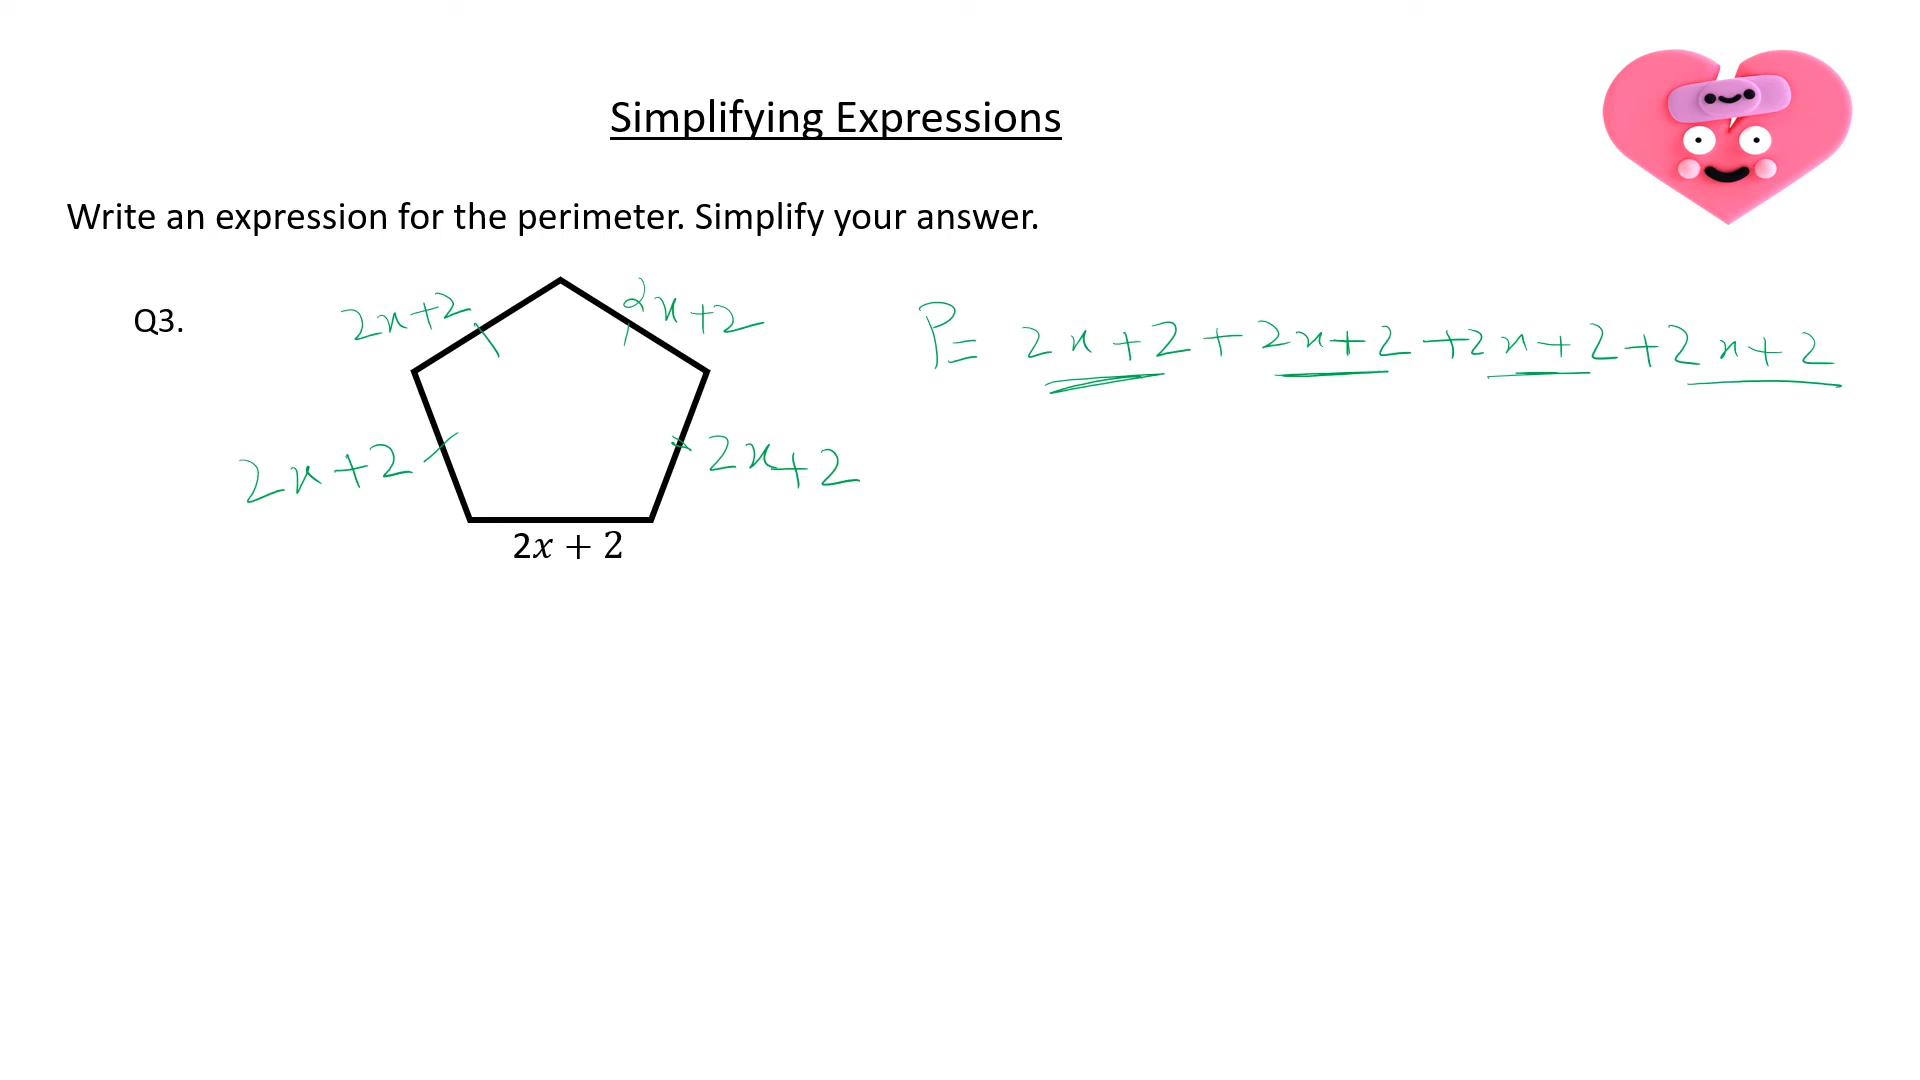 Simplifying Expressions
Write an expression for the perimeter. Simplify your answer.
Q3.
2x+2
2x+2
P= 2x+2+2x+2+2x+2+2x+2
2x+2
2x+2
2x + 2